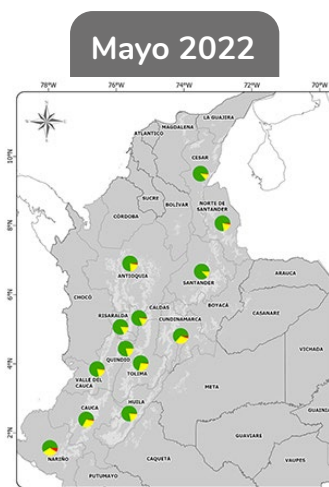 Mayo 2022
78°W
76°W
74°W
72°W
70°W
10°N
8°N
6°N
4°N
2°N
LA GUAJIRA
MAGDALENA
ATLÁNTICO
CESAR
SUCRE
BOLÍVAR
NORTE DE
SANTANDER
CÓRDOBA
ANTIOQUIA
SANTANDER
ARAUCA
CHOCÓ
CALDAS
BOYACÁ
RISARALDA
CUNDINAMARCA
CASANARE
VICHADA
QUINDÍO
VALLE DEL
CAUCA
TOLIMA
META
HUILA
CAUCA
GUAINÍA
GUAVIARE
NARIÑO
CAQUETÁ
VAUPES
PUTUMAYO